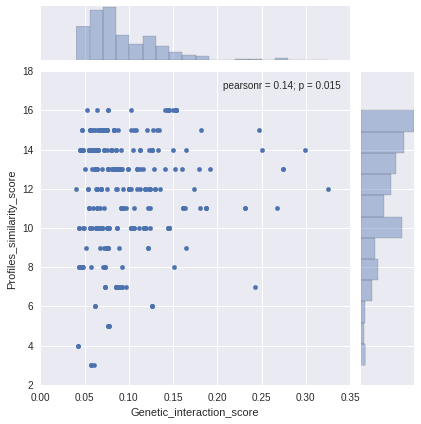 pearsonr = 0.14; p = 0.015
18
16
14
12
10
8
6
4
2
Profiles_similarity_score
0.00 0.05 0.10 0.15 0.20 0.25 0.30 0.35
Genetic_interaction_score